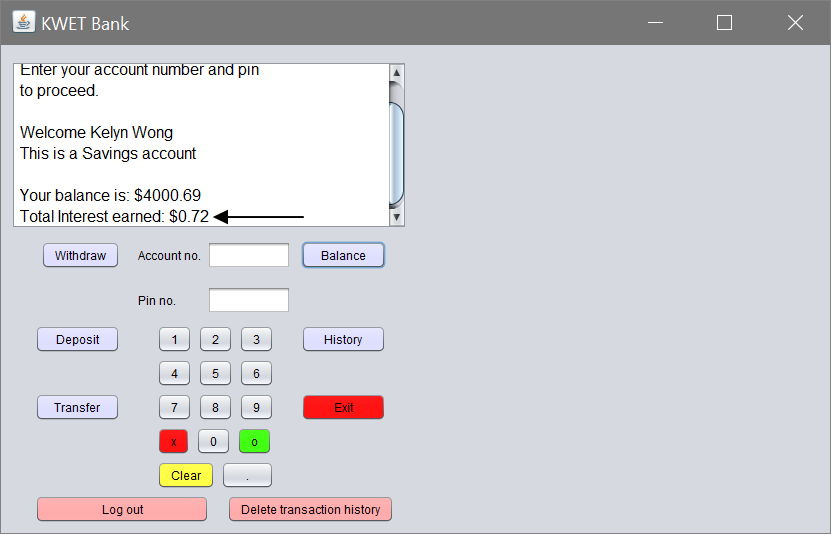 KWET Bank
Enter your account number and pin
to proceed.
Welcome Kelyn Wong
This is a Savings account
Your balance is: $4000.69
Total Interest earned: $0.72
Withdraw Account no. Balance
Pin no.
Deposit 1 2 3 History
4 5 6
Transfer 7 8 9 Exit
x 0 o
Clear .
Log out Delete transaction history